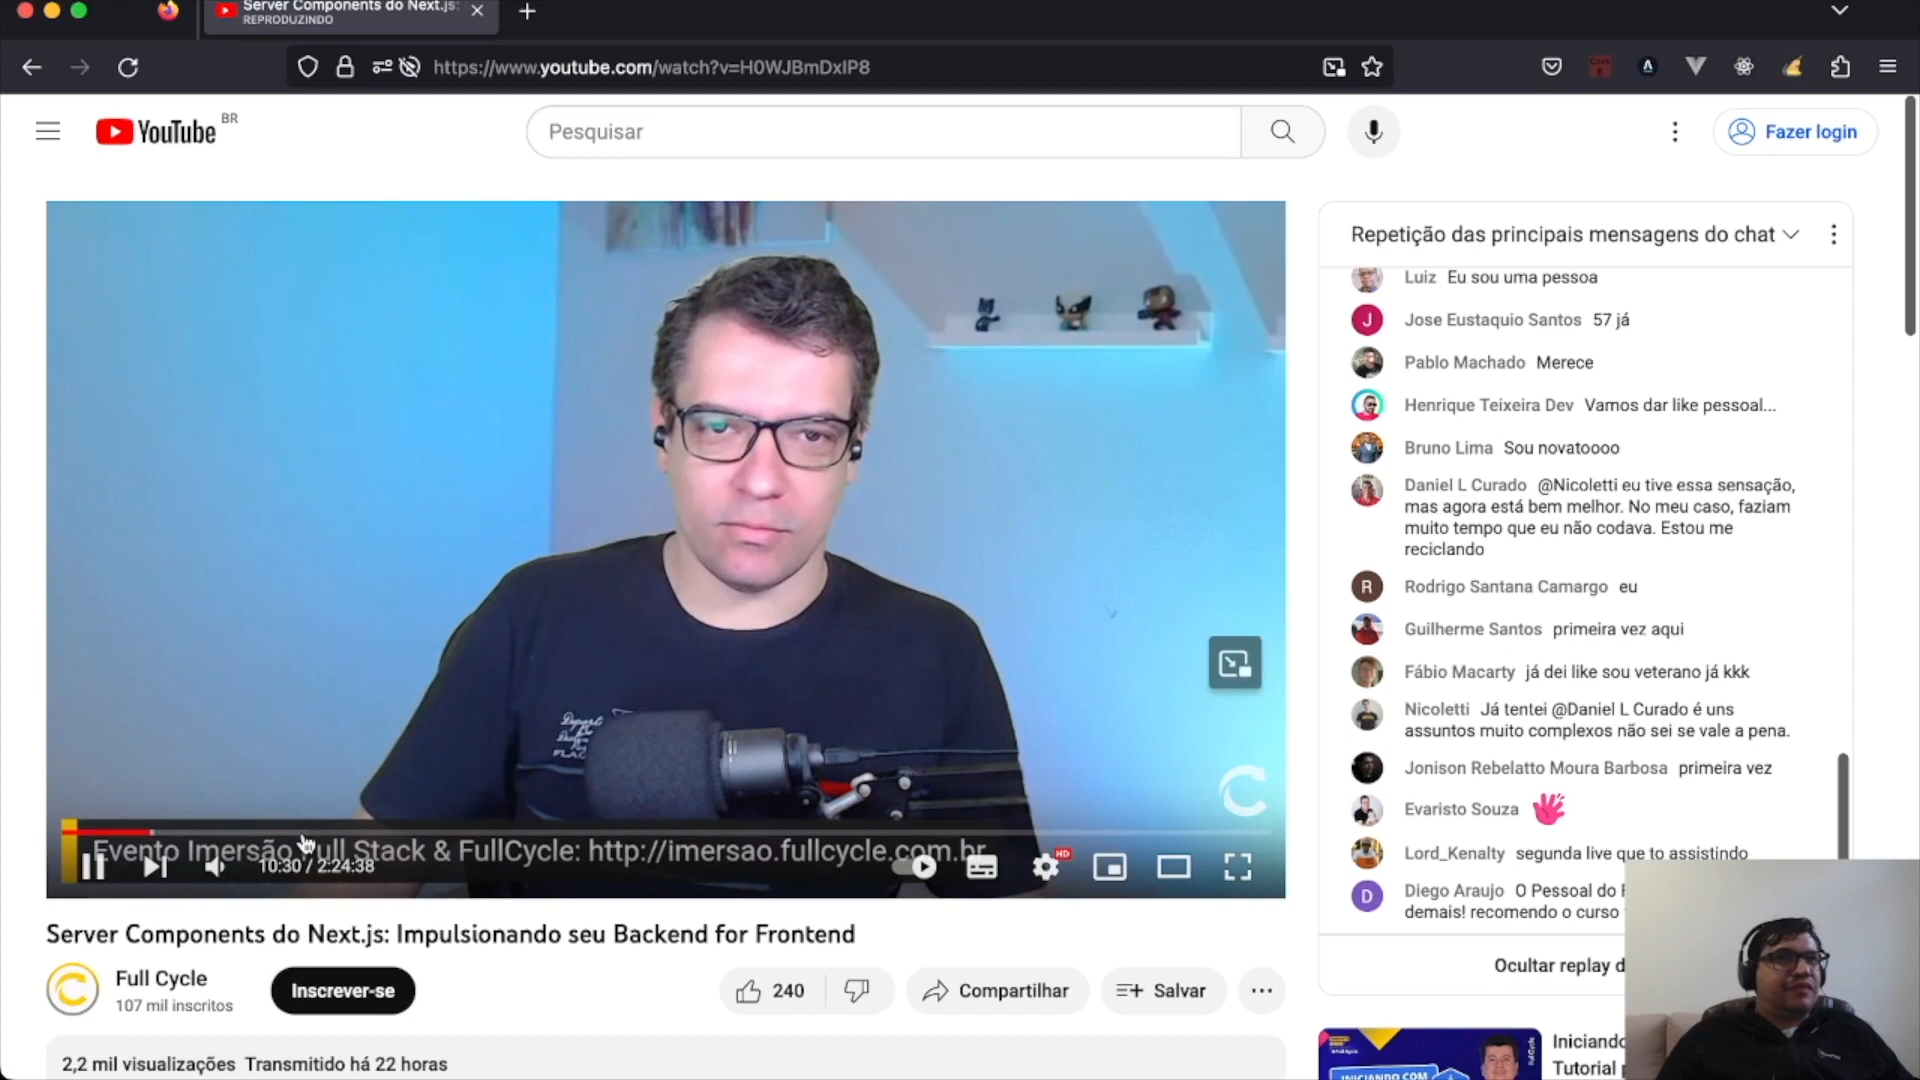 Server Components do Next.js:
REPRODUZINDO
https://www.youtube.com/watch?v=H0WJBmDxIP8
YouTube BR
Pesquisar
Fazer login
Repetição das principais mensagens do chat
Luiz Eu sou uma pessoa
J Jose Eustaquio Santos 57 já
Pablo Machado Merece
Henrique Teixeira Dev Vamos dar like pessoal...
Bruno Lima Sou novatoooo
Daniel L Curado @Nicoletti eu tive essa sensação,
mas agora está bem melhor. No meu caso, faziam
muito tempo que eu não codava. Estou me
reciclando
R Rodrigo Santana Camargo eu
Guilherme Santos primeira vez aqui
Fábio Macarty já dei like sou veterano já kkk
Nicoletti Já tentei @Daniel L Curado é uns
assuntos muito complexos não sei se vale a pena.
Jonison Rebelatto Moura Barbosa primeira vez
Evaristo Souza
Lord_Kenalty segunda live que to assistindo
D Diego Araujo O Pessoal do F
demais! recomendo o curso
Ocultar replay d
Evento Imersão Full Stack & FullCycle: http://imersao.fullcycle.com.br
10:30 / 2:24:38
HD
Server Components do Next.js: Impulsionando seu Backend for Frontend
Full Cycle
107 mil inscritos
Inscrever-se
240
Compartilhar
Salvar
2,2 mil visualizações Transmitido há 22 horas
Iniciando
Tutorial
INICIANDO COM